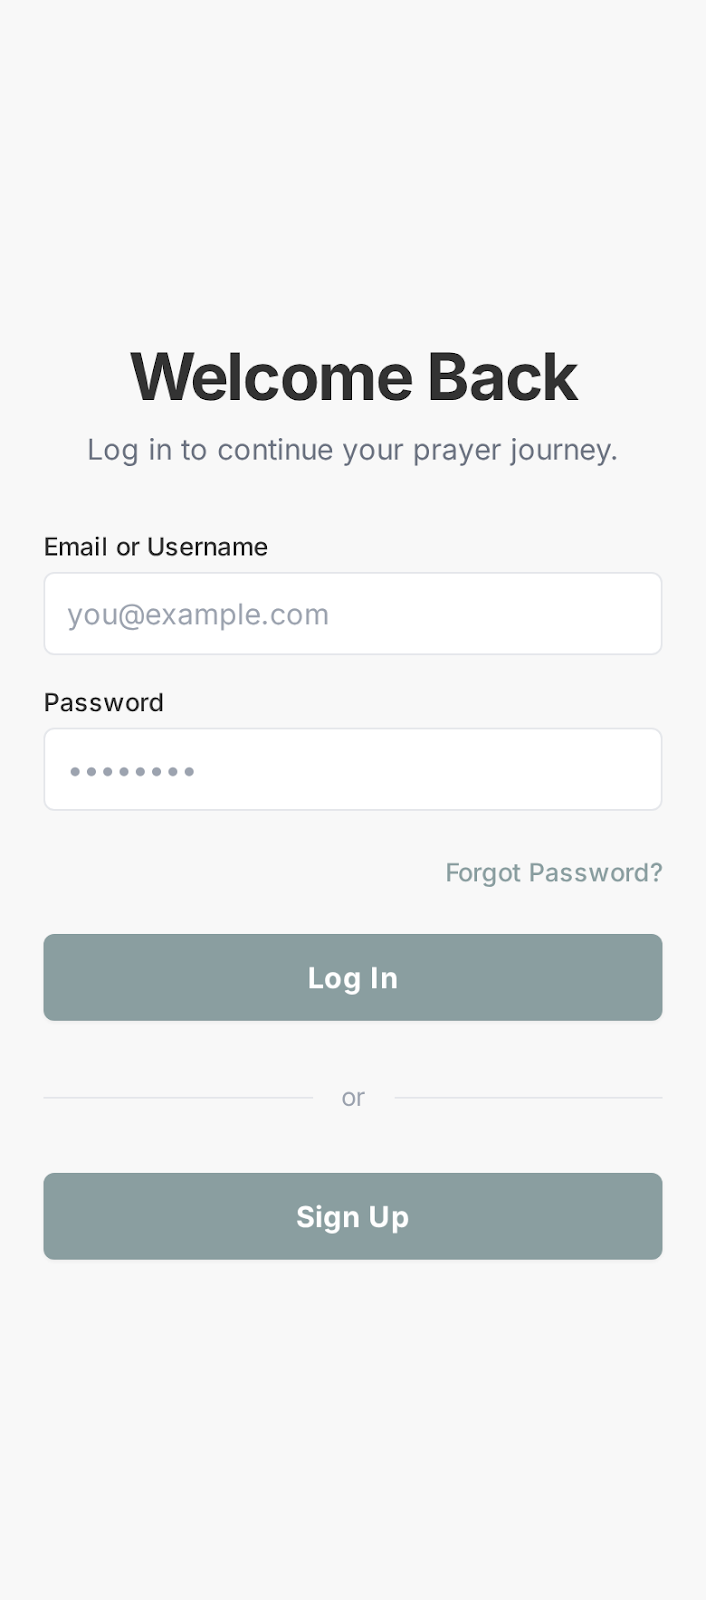 Welcome Back
Log in to continue your prayer journey.
Email or Username
you@example.com
Password
••••••••
Forgot Password?
Log In
or
Sign Up